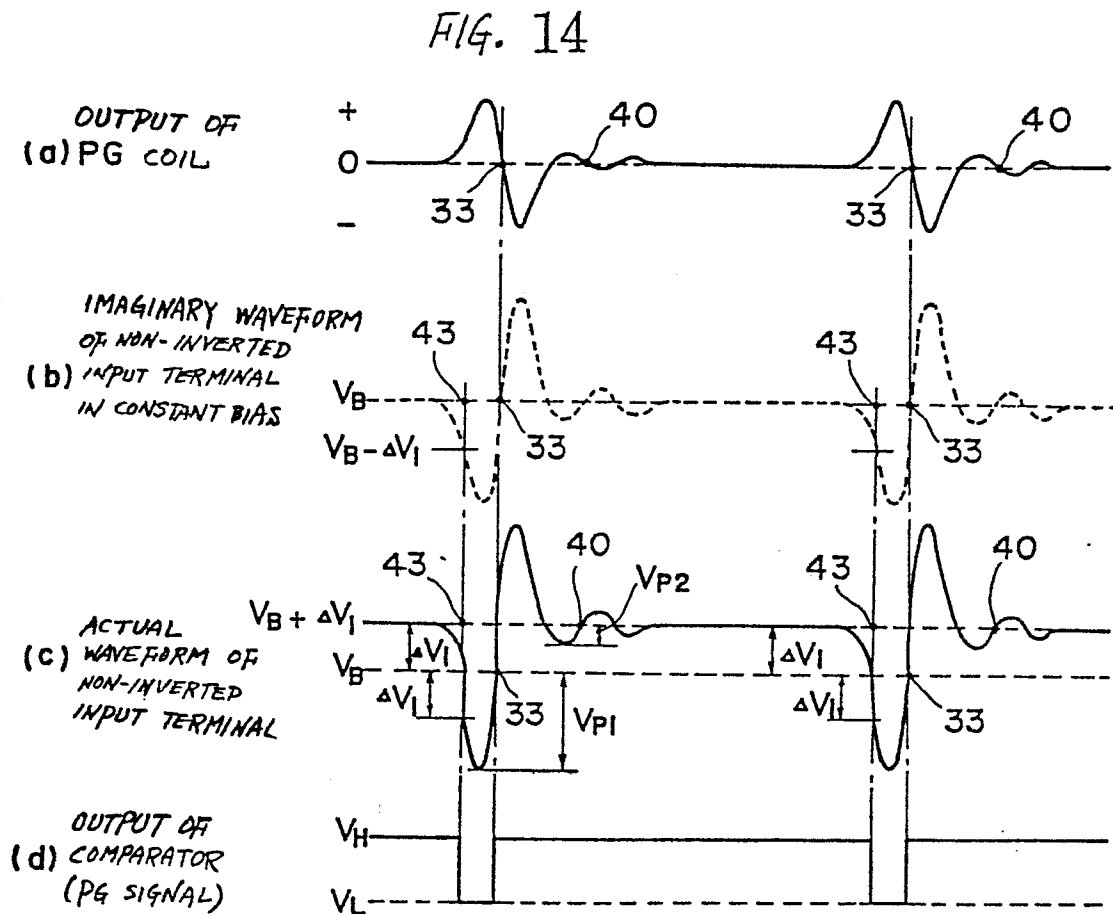 FIG. 14
OUTPUT OF
(a) PG COIL
+
0
−
40
33
40
33
IMAGINARY WAVEFORM
OF NON-INVERTED
(b) INPUT TERMINAL
IN CONSTANT BIAS
43
VB
VB−ΔV1
33
43
33
ACTUAL
(c) WAVEFORM OF
NON-INVERTED
INPUT TERMINAL
43
40
VP2
VB+ΔV1
ΔV1
VB
ΔV1
33
VP1
43
40
ΔV1
ΔV1
33
OUTPUT OF
(d) COMPARATOR
(PG SIGNAL)
VH
VL